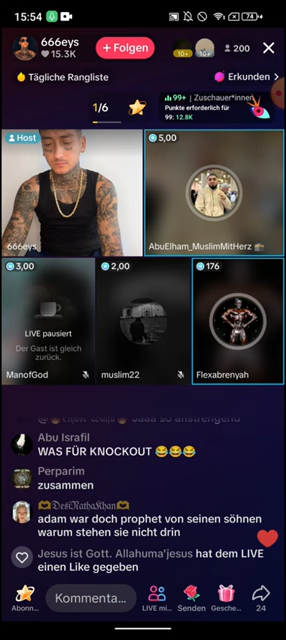 15:54
74
666eys
15.3K
+ Folgen
10+
10+
200
Tägliche Rangliste
Erkunden >
1/6
99+ | Zuschauer*innen
Punkte erforderlich für
99: 12.8K
Host
666eys
5,00
AbuElham_MuslimMitHerz
3,00
LIVE pausiert
Der Gast ist gleich
zurück.
ManofGod
2,00
muslim22
176
Flexabrenyah
Abu Israfil
WAS FÜR KNOCKOUT 😂😂😂
Perparim
zusammen
adam war doch prophet von seinen söhnen
warum stehen sie nicht drin
Jesus ist Gott. Allahuma'jesus hat dem LIVE
einen Like gegeben
Abonn...
Kommenta...
LIVE mi...
Senden
Gesche...
24